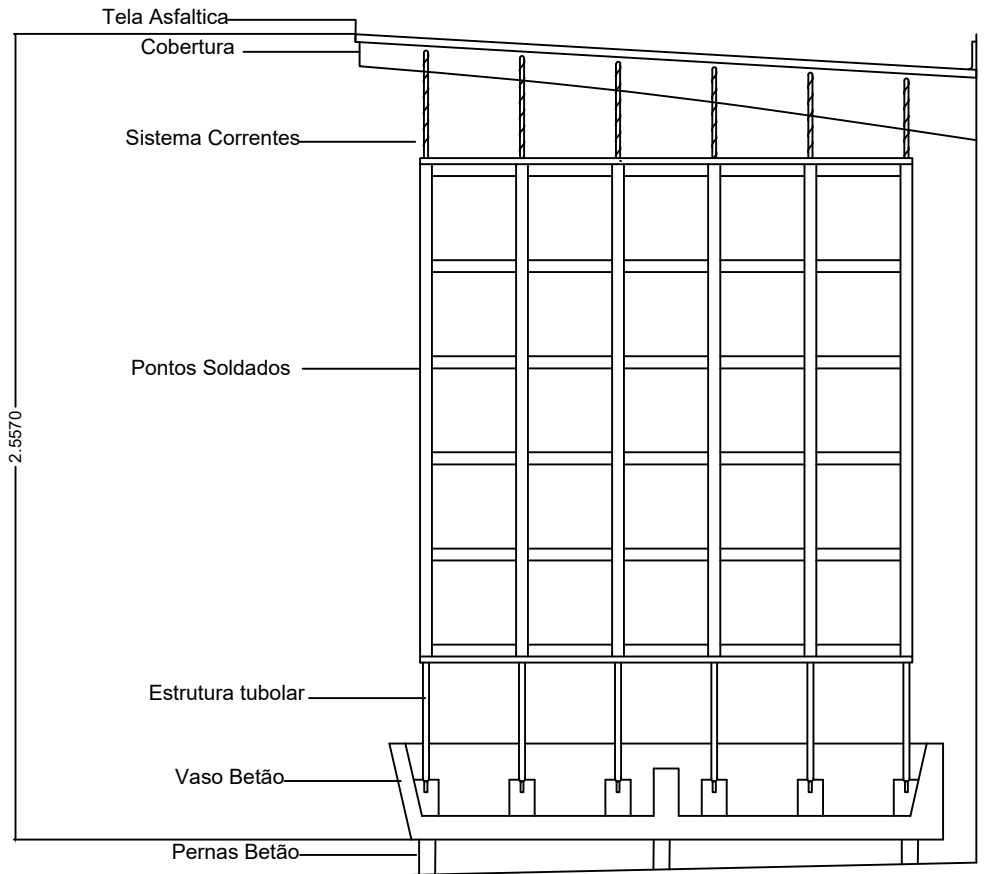 Tela Asfaltica
Cobertura
Sistema Correntes
Pontos Soldados
2.5570
Estrutura tubolar
Vaso Betão
Pernas Betão